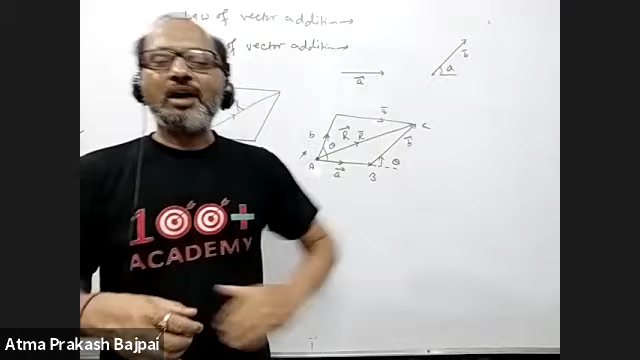 Law of vector addition →
of vector addition →
a
b
θ
b
R
R
θ
A
a
B
b
θ
C
100+
ACADEMY
Atma Prakash Bajpai